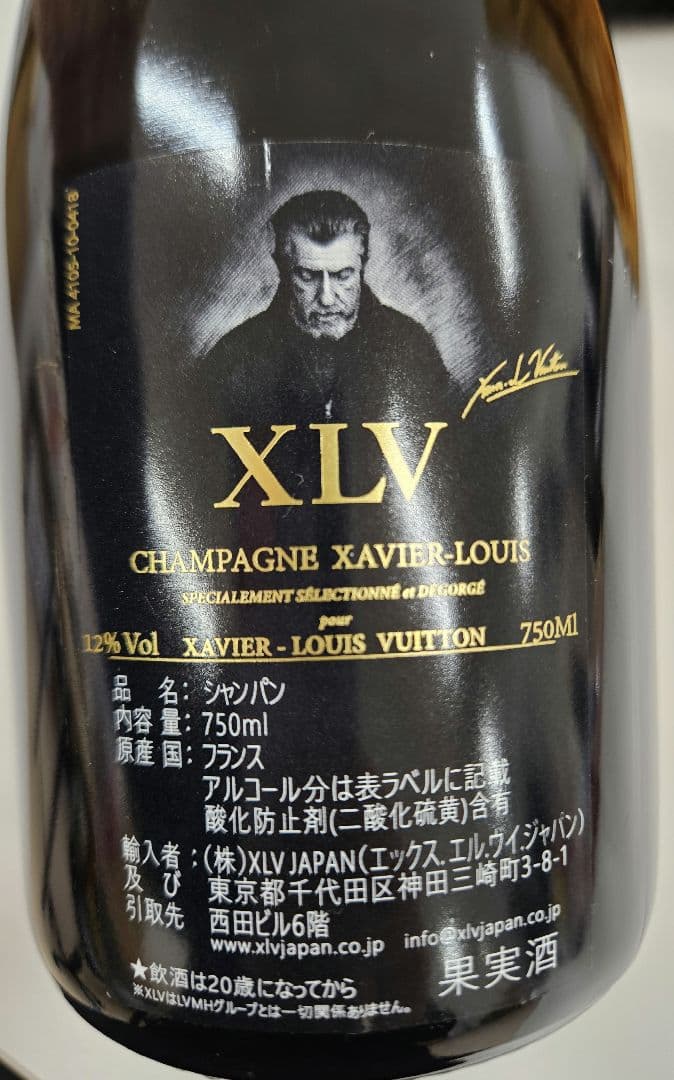 MA 4105-10-0418
XLV
CHAMPAGNE XAVIER-LOUIS
SPECIALEMENT SÉLECTIONNÉ et DÉGORGÉ
pour
12% Vol XAVIER - LOUIS VUITTON 750Ml
品 名: シャンパン
内容量: 750ml
原産国: フランス
アルコール分は表ラベルに記載
酸化防止剤(二酸化硫黄)含有
輸入者:(株)XLV JAPAN(エックス.エル.ヴイ.ジャパン)
及 び 東京都千代田区神田三崎町3-8-1
引取先 西田ビル6階
www.xlvjapan.co.jp info@xlvjapan.co.jp
★飲酒は20歳になってから 果実酒
※XLVはLVMHグループとは一切関係ありません。